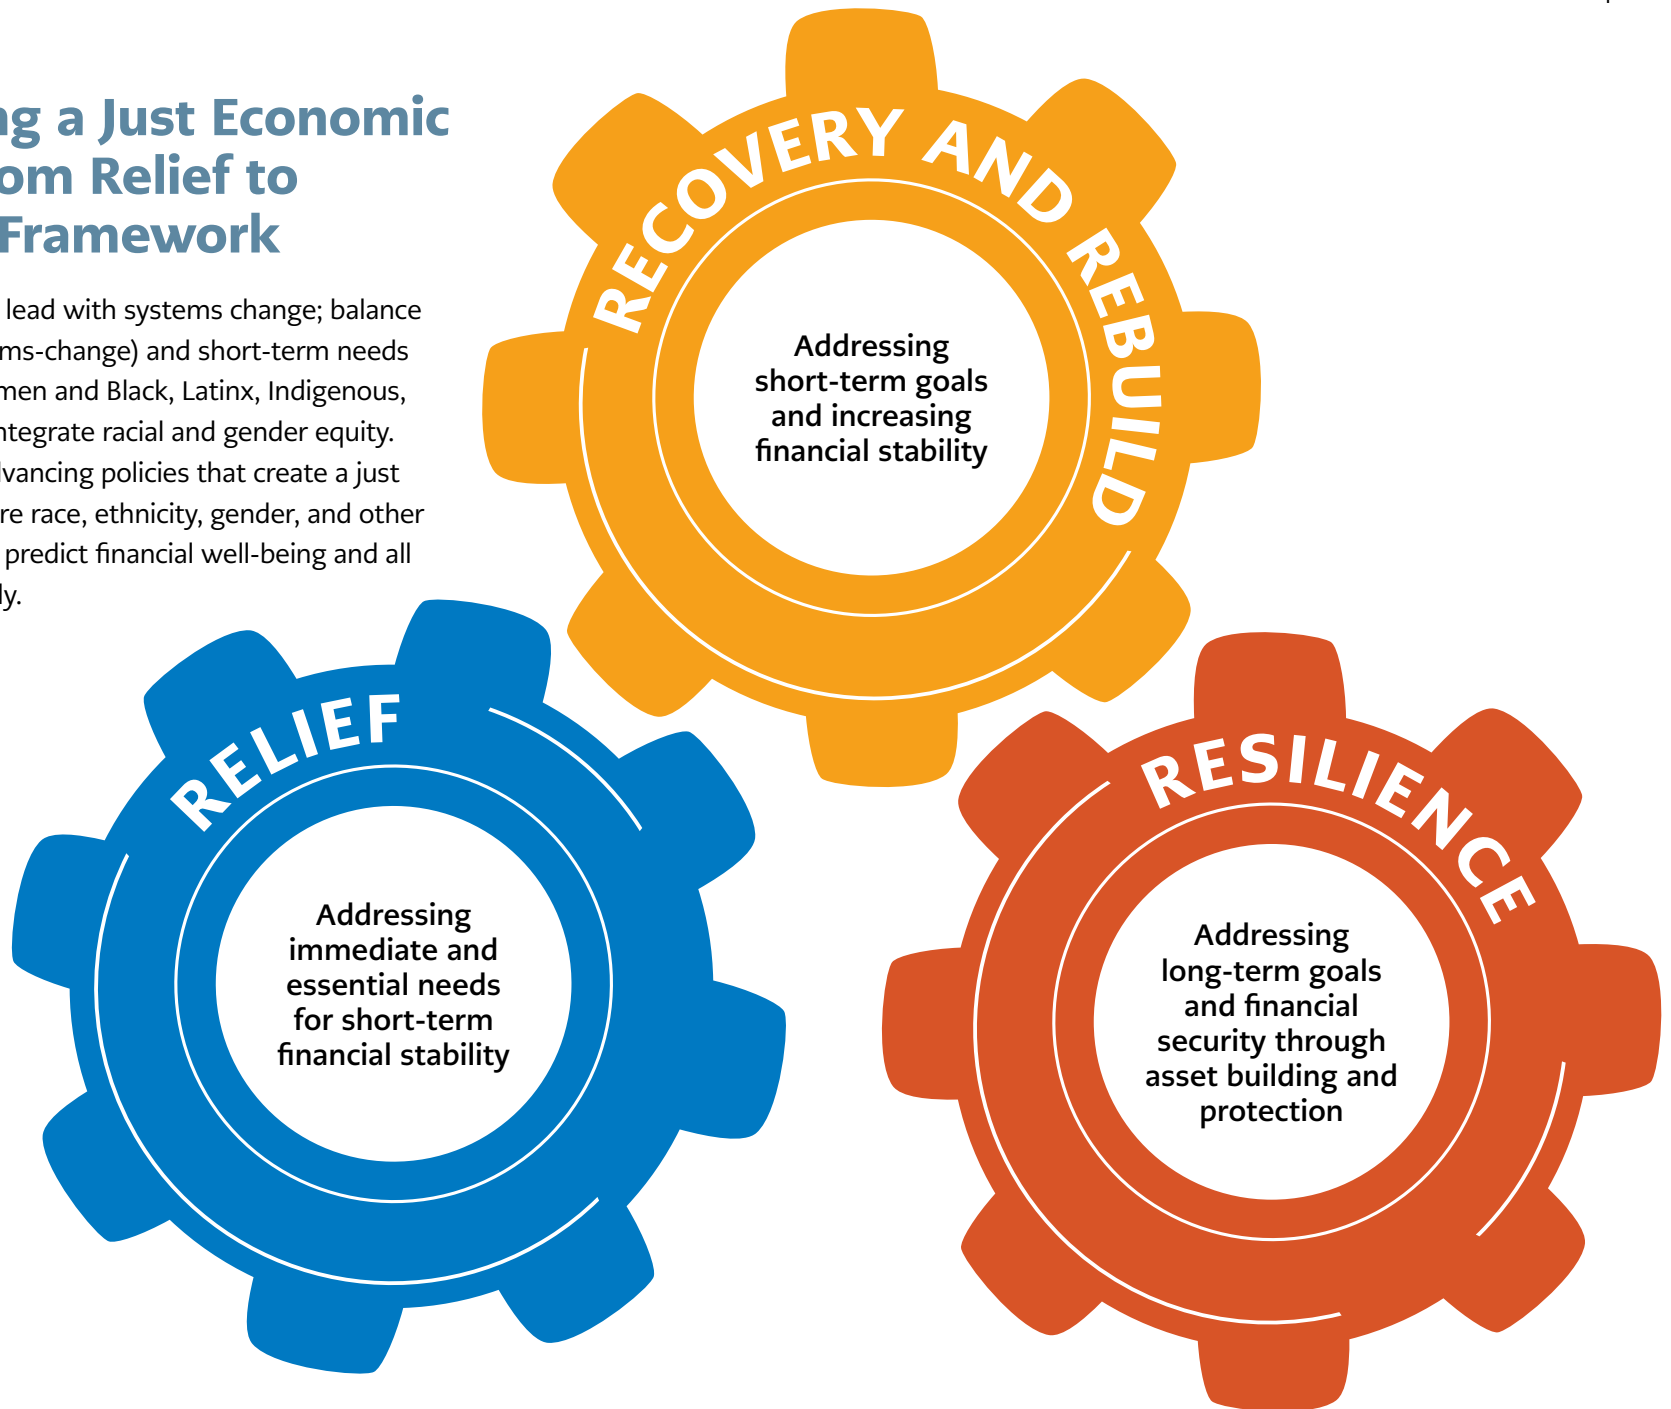 ng a Just Economic
om Relief to
Framework
lead with systems change; balance
ms-change) and short-term needs
men and Black, Latinx, Indigenous,
ntegrate racial and gender equity.
vancing policies that create a just
re race, ethnicity, gender, and other
predict financial well-being and all
ly.
RECOVERY AND REBUILD
Addressing
short-term goals
and increasing
financial stability
RELIEF
Addressing
immediate and
essential needs
for short-term
financial stability
RESILIENCE
Addressing
long-term goals
and financial
security through
asset building and
protection